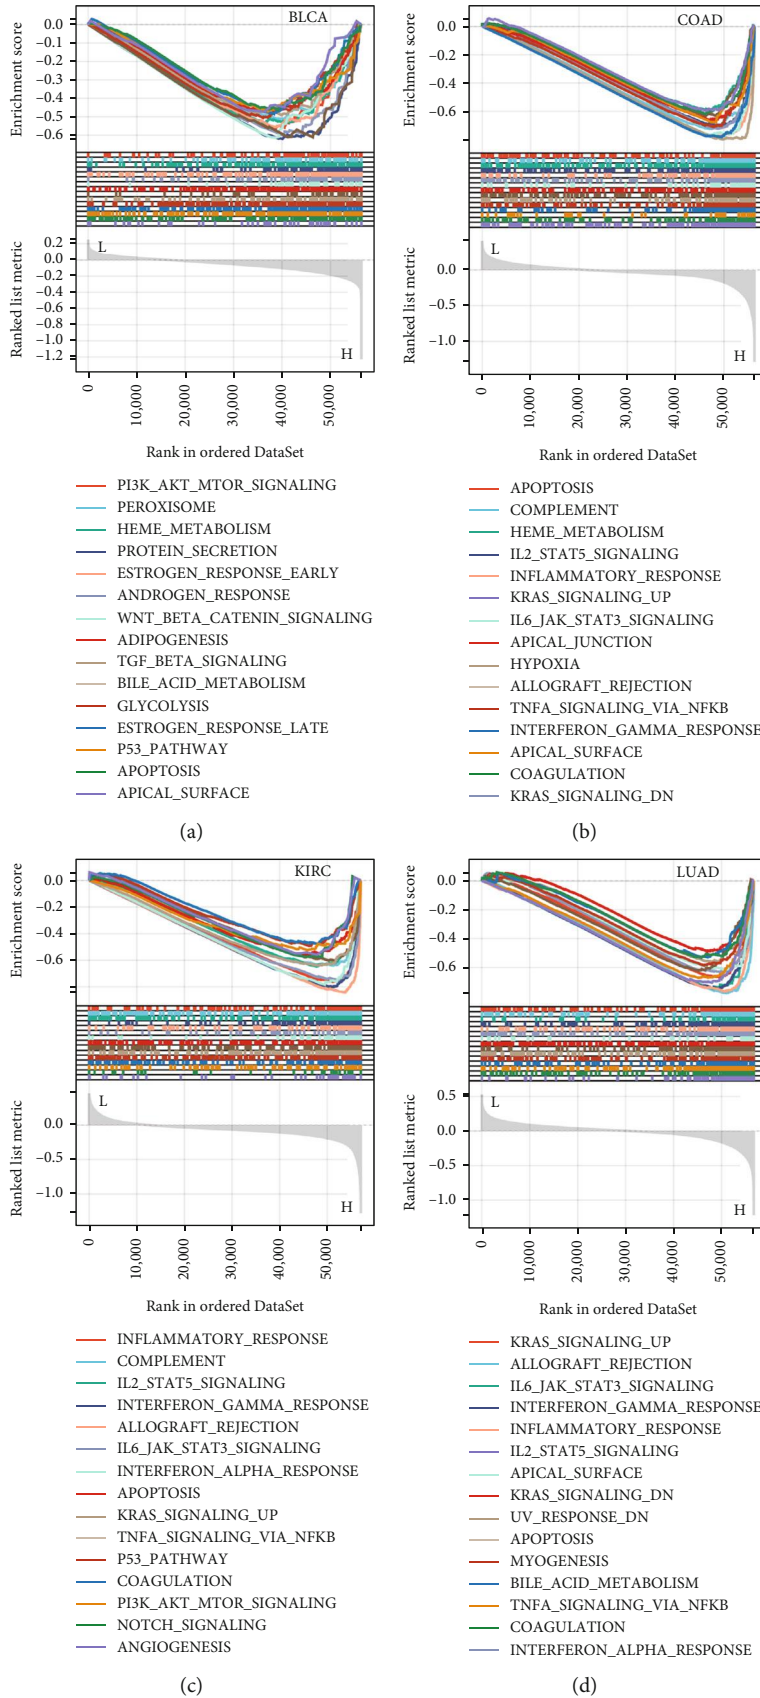 BLCA
Enrichment score
0.0
−0.1
−0.2
−0.3
−0.4
−0.5
−0.6
Ranked list metric
0.2
0.0
−0.2
−0.4
−0.6
−0.8
−1.0
−1.2
L
H
0
10,000
20,000
30,000
40,000
50,000
Rank in ordered DataSet
PI3K_AKT_MTOR_SIGNALING
PEROXISOME
HEME_METABOLISM
PROTEIN_SECRETION
ESTROGEN_RESPONSE_EARLY
ANDROGEN_RESPONSE
WNT_BETA_CATENIN_SIGNALING
ADIPOGENESIS
TGF_BETA_SIGNALING
BILE_ACID_METABOLISM
GLYCOLYSIS
ESTROGEN_RESPONSE_LATE
P53_PATHWAY
APOPTOSIS
APICAL_SURFACE
(a)
COAD
Enrichment score
0.0
−0.2
−0.4
−0.6
Ranked list metric
0.0
−0.5
−1.0
L
H
0
10,000
20,000
30,000
40,000
50,000
Rank in ordered DataSet
APOPTOSIS
COMPLEMENT
HEME_METABOLISM
IL2_STAT5_SIGNALING
INFLAMMATORY_RESPONSE
KRAS_SIGNALING_UP
IL6_JAK_STAT3_SIGNALING
APICAL_JUNCTION
HYPOXIA
ALLOGRAFT_REJECTION
TNFA_SIGNALING_VIA_NFKB
INTERFERON_GAMMA_RESPONSE
APICAL_SURFACE
COAGULATION
KRAS_SIGNALING_DN
(b)
KIRC
Enrichment score
0.0
−0.2
−0.4
−0.6
Ranked list metric
0.0
−0.5
−1.0
L
H
0
10,000
20,000
30,000
40,000
50,000
Rank in ordered DataSet
INFLAMMATORY_RESPONSE
COMPLEMENT
IL2_STAT5_SIGNALING
INTERFERON_GAMMA_RESPONSE
ALLOGRAFT_REJECTION
IL6_JAK_STAT3_SIGNALING
INTERFERON_ALPHA_RESPONSE
APOPTOSIS
KRAS_SIGNALING_UP
TNFA_SIGNALING_VIA_NFKB
P53_PATHWAY
COAGULATION
PI3K_AKT_MTOR_SIGNALING
NOTCH_SIGNALING
ANGIOGENESIS
(c)
LUAD
Enrichment score
0.0
−0.2
−0.4
−0.6
Ranked list metric
0.5
0.0
−0.5
−1.0
L
H
0
10,000
20,000
30,000
40,000
50,000
Rank in ordered DataSet
KRAS_SIGNALING_UP
ALLOGRAFT_REJECTION
IL6_JAK_STAT3_SIGNALING
INTERFERON_GAMMA_RESPONSE
INFLAMMATORY_RESPONSE
IL2_STAT5_SIGNALING
APICAL_SURFACE
KRAS_SIGNALING_DN
UV_RESPONSE_DN
APOPTOSIS
MYOGENESIS
BILE_ACID_METABOLISM
TNFA_SIGNALING_VIA_NFKB
COAGULATION
INTERFERON_ALPHA_RESPONSE
(d)